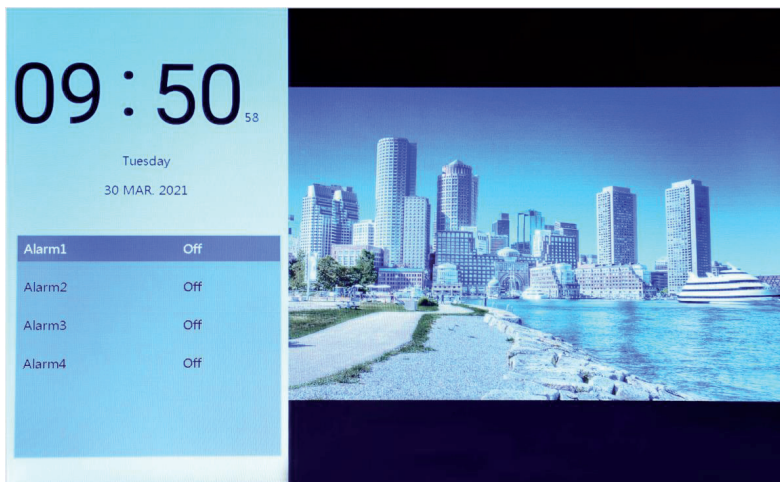 09 : 50 58
Tuesday
30 MAR. 2021
Alarm1 Off
Alarm2 Off
Alarm3 Off
Alarm4 Off